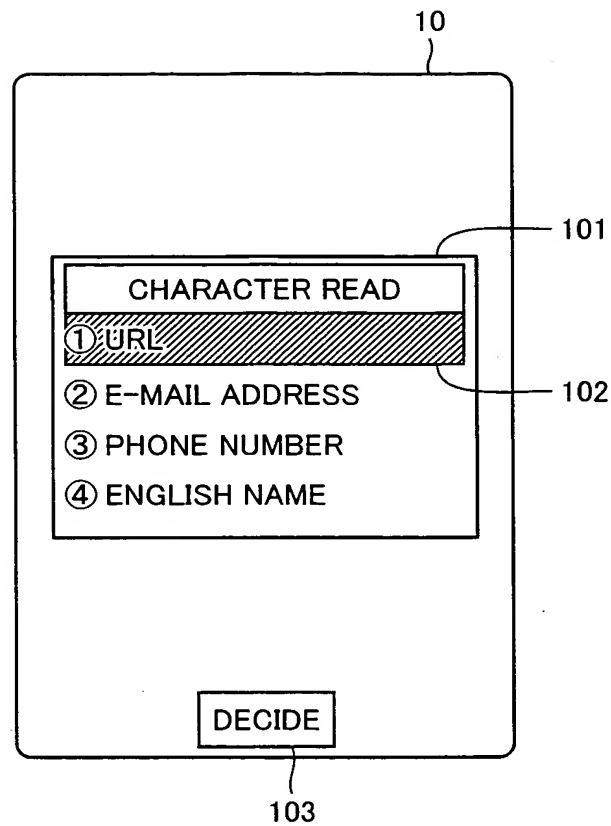 10
101
CHARACTER READ
① URL
102
② E-MAIL ADDRESS
③ PHONE NUMBER
④ ENGLISH NAME
DECIDE
103